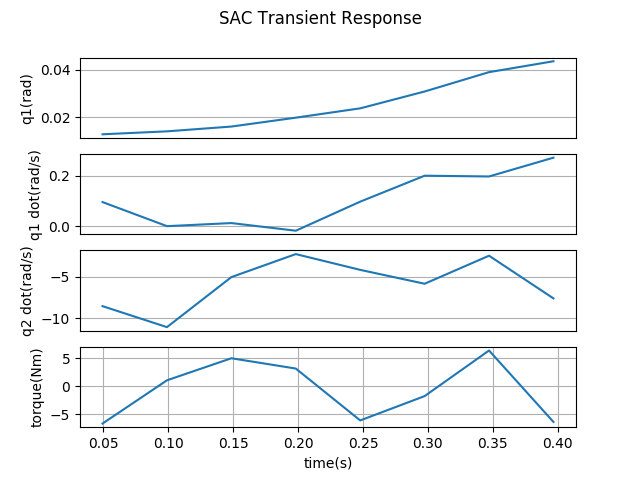 SAC Transient Response
q1(rad)
0.04
0.02
q1 dot(rad/s)
0.2
0.0
q2 dot(rad/s)
−5
−10
torque(Nm)
5
0
−5
0.05 0.10 0.15 0.20 0.25 0.30 0.35 0.40
time(s)